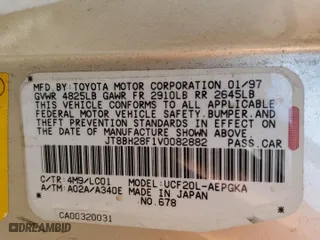 MFD. BY: TOYOTA MOTOR CORPORATION 01/97
GVWR 4825LB GAWR FR 2910LB RR 2645LB
THIS VEHICLE CONFORMS TO ALL APPLICABLE
FEDERAL MOTOR VEHICLE SAFETY, BUMPER, AND
THEFT PREVENTION STANDARDS IN EFFECT ON
THE DATE OF MANUFACTURE SHOWN ABOVE.
JT8BH28F1V0082882 PASS. CAR
C/TR: 4M9/LC01 MODEL: UCF20L-AEPGKA
A/TM: A02A/A340E MADE IN JAPAN
NO. 678
CA00320031